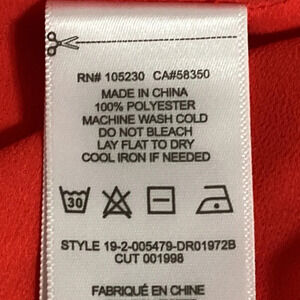 RN# 105230 CA#58350
MADE IN CHINA
100% POLYESTER
MACHINE WASH COLD
DO NOT BLEACH
LAY FLAT TO DRY
COOL IRON IF NEEDED
30
STYLE 19-2-005479-DR01972B
CUT 001998
FABRIQUÉ EN CHINE